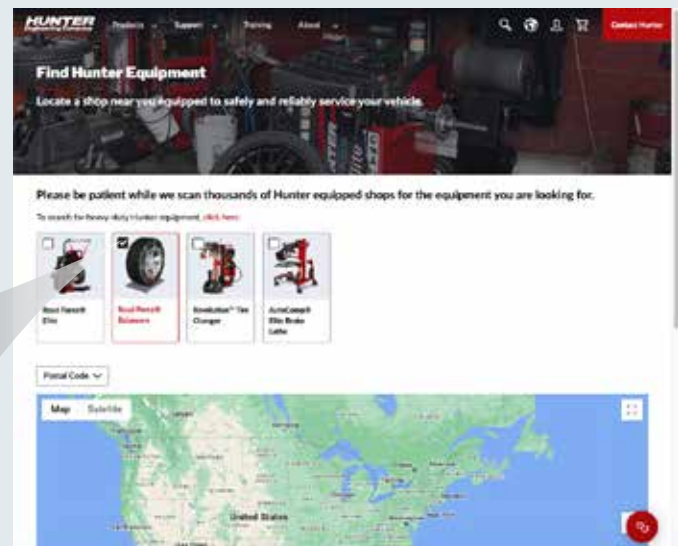 HUNTER
Engineering Company
Products
Support
Training
About
Contact Hunter
Find Hunter Equipment
Locate a shop near you equipped to safely and reliably service your vehicle.
Please be patient while we scan thousands of Hunter equipped shops for the equipment you are looking for.
To search for heavy-duty Hunter equipment, click here.
Road Force®
Elite
Road Force®
Balancers
Revolution™ Tire
Changer
AutoComp®
Elite Brake
Lathe
Postal Code
Map
Satellite
United States